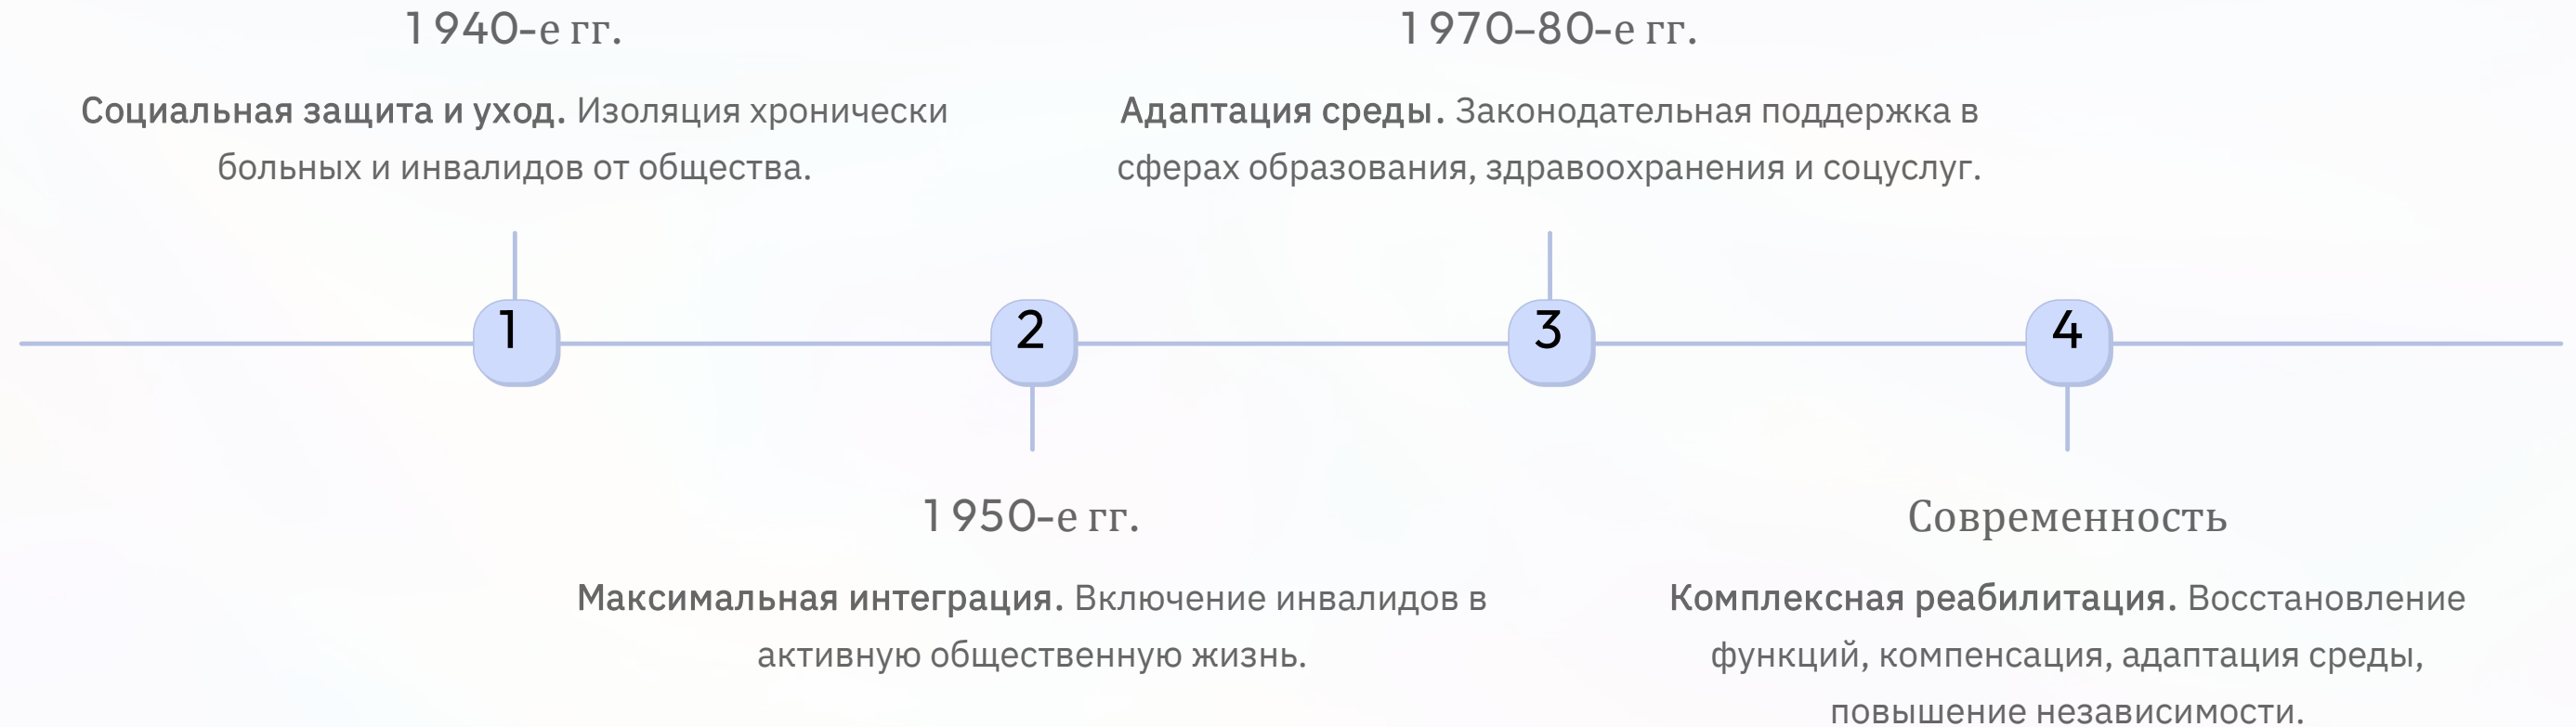 1940-е гг.
Социальная защита и уход. Изоляция хронически
больных и инвалидов от общества.
1
1950-е гг.
Максимальная интеграция. Включение инвалидов в
активную общественную жизнь.
2
1970–80-е гг.
Адаптация среды. Законодательная поддержка в
сферах образования, здравоохранения и соцуслуг.
3
4
Современность
Комплексная реабилитация. Восстановление
функций, компенсация, адаптация среды,
повышение независимости.